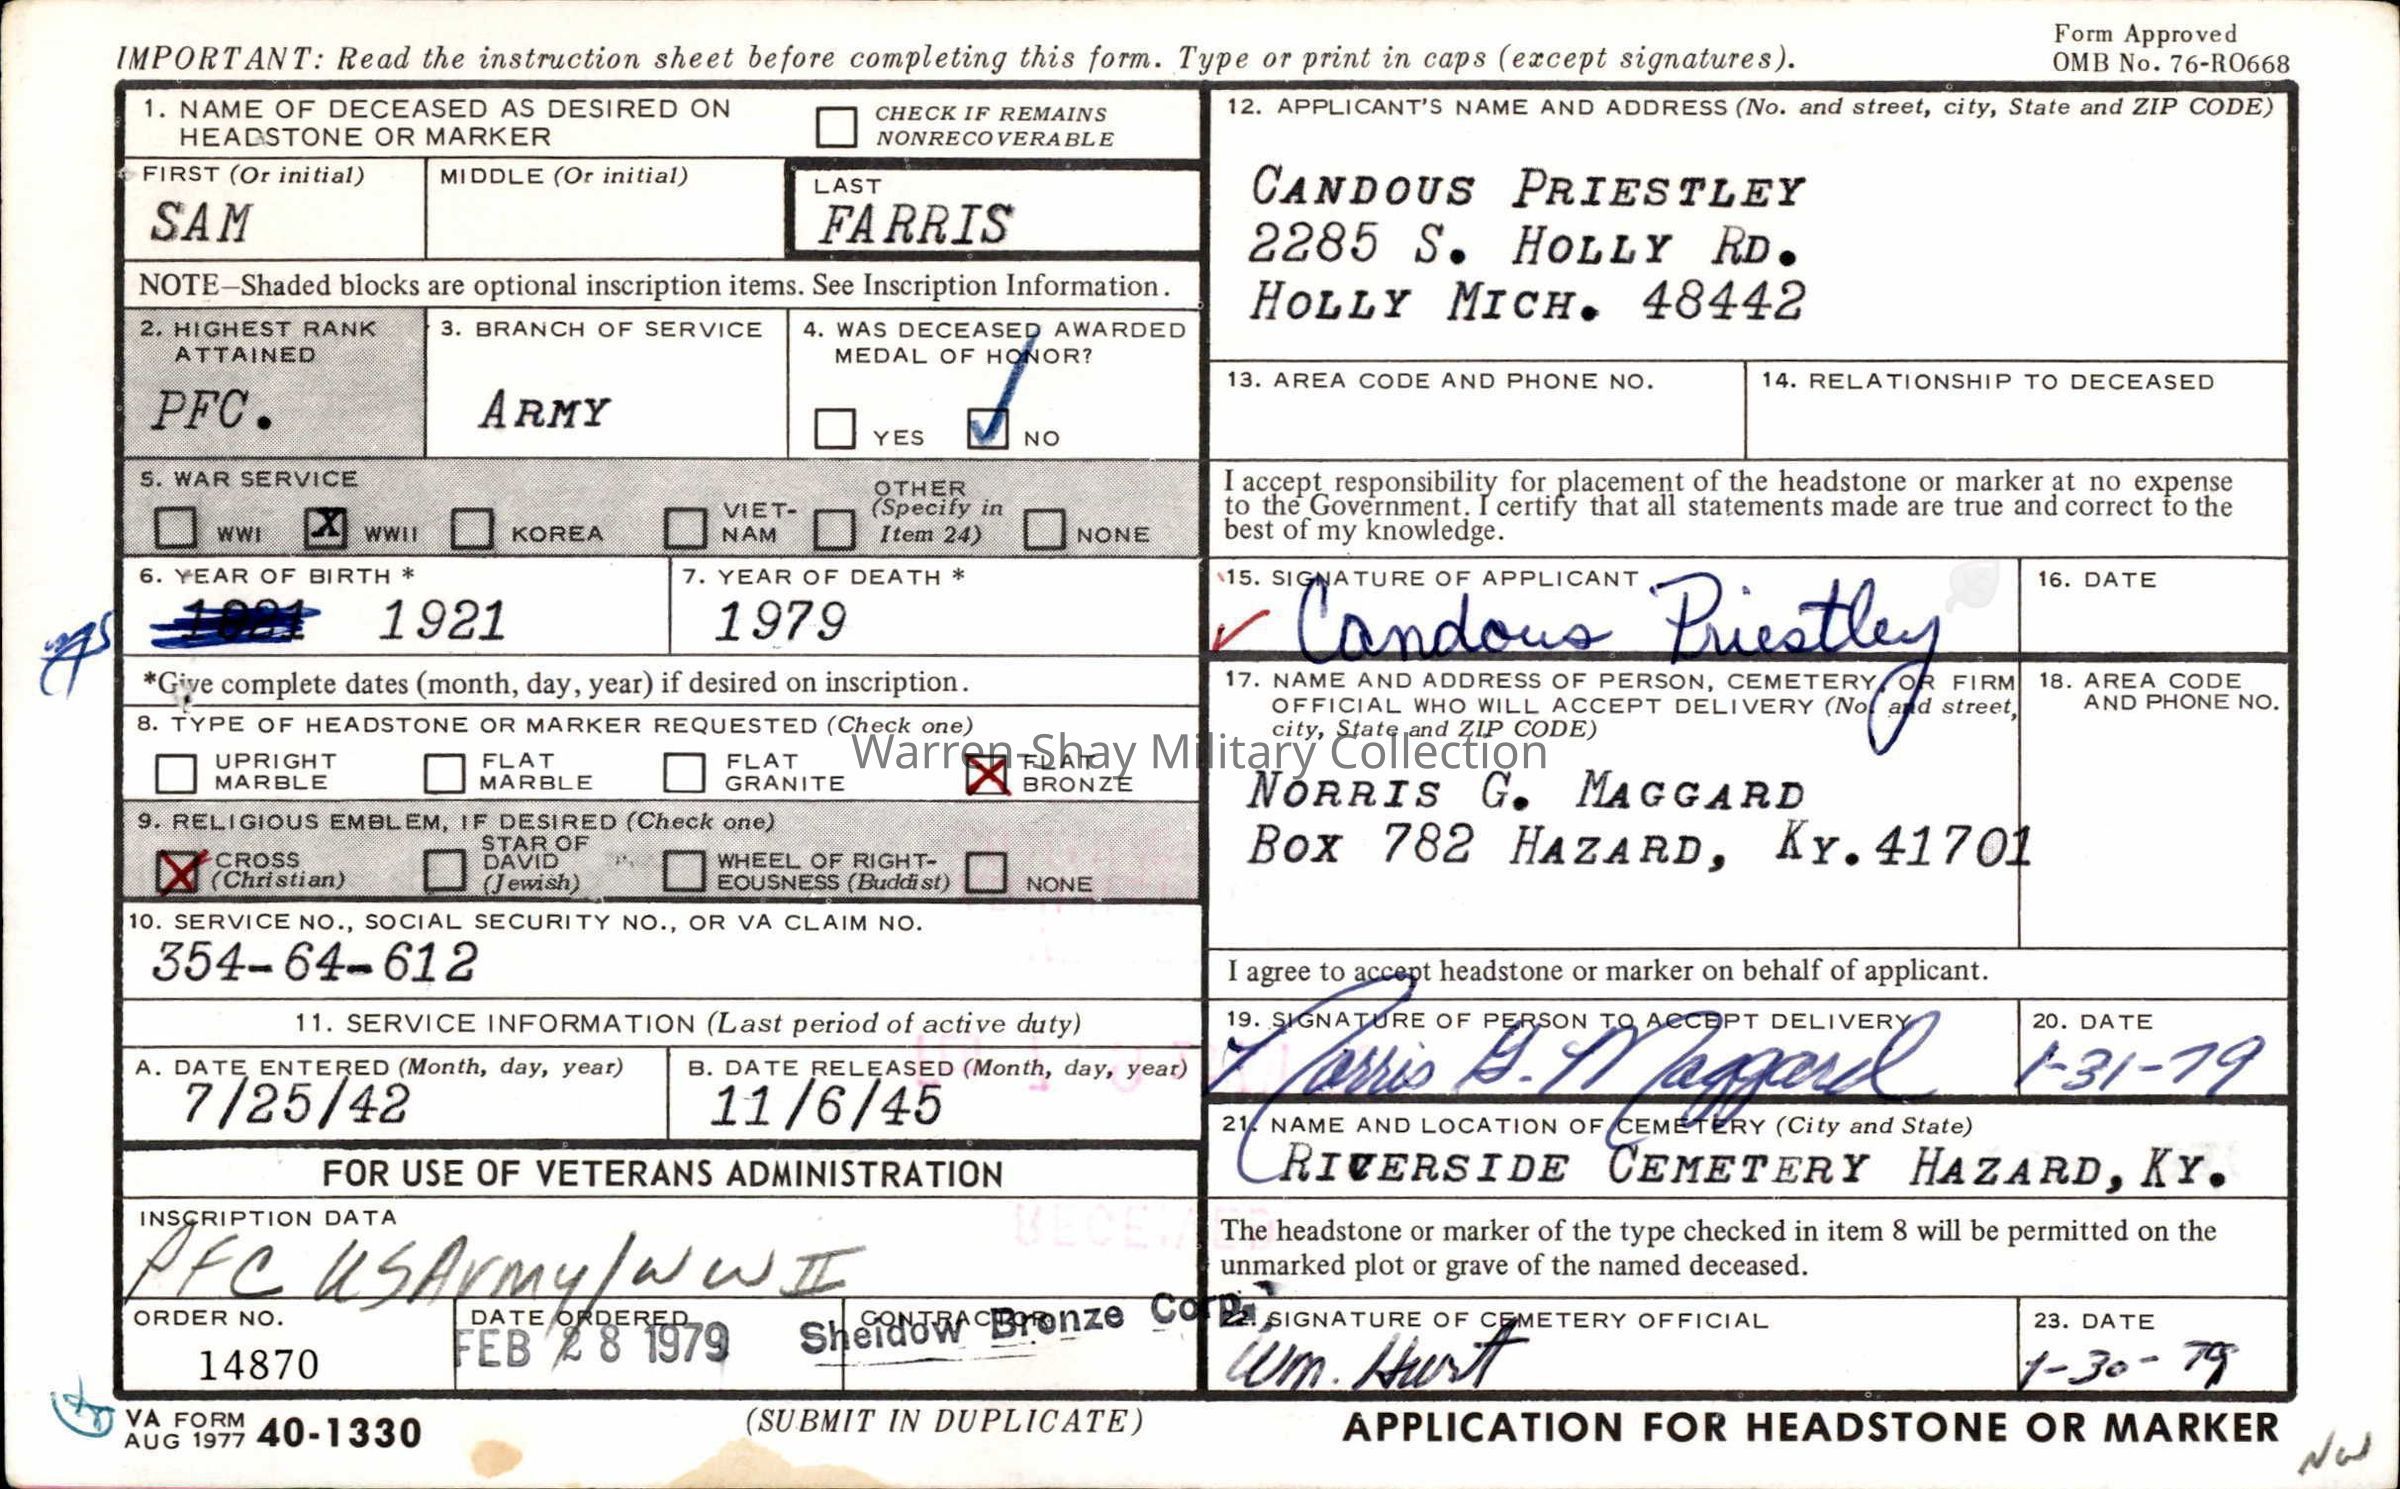 IMPORTANT: Read the instruction sheet before completing this form. Type or print in caps (except signatures).
Form Approved
OMB No. 76-RO668
1. NAME OF DECEASED AS DESIRED ON
HEADSTONE OR MARKER
CHECK IF REMAINS
NONRECOVERABLE
FIRST (Or initial)
SAM
MIDDLE (Or initial)
LAST
FARRIS
NOTE—Shaded blocks are optional inscription items. See Inscription Information.
2. HIGHEST RANK
ATTAINED
PFC.
3. BRANCH OF SERVICE
ARMY
4. WAS DECEASED AWARDED
MEDAL OF HONOR?
YES
NO
5. WAR SERVICE
WWI
X WWII
KOREA
VIET-
NAM
OTHER
(Specify in
Item 24)
NONE
6. YEAR OF BIRTH *
1921
7. YEAR OF DEATH *
1979
*Give complete dates (month, day, year) if desired on inscription.
8. TYPE OF HEADSTONE OR MARKER REQUESTED (Check one)
UPRIGHT
MARBLE
FLAT
MARBLE
FLAT
GRANITE
FLAT
BRONZE
9. RELIGIOUS EMBLEM, IF DESIRED (Check one)
CROSS
(Christian)
STAR OF
DAVID
(Jewish)
WHEEL OF RIGHT-
EOUSNESS (Buddist)
NONE
10. SERVICE NO., SOCIAL SECURITY NO., OR VA CLAIM NO.
354-64-612
11. SERVICE INFORMATION (Last period of active duty)
A. DATE ENTERED (Month, day, year)
7/25/42
B. DATE RELEASED (Month, day, year)
11/6/45
FOR USE OF VETERANS ADMINISTRATION
INSCRIPTION DATA
PFC US Army/WW II
ORDER NO.
14870
DATE ORDERED
FEB 28 1979
CONTRACTOR
Sheidow Bronze Corp.
12. APPLICANT'S NAME AND ADDRESS (No. and street, city, State and ZIP CODE)
CANDOUS PRIESTLEY
2285 S. HOLLY RD.
HOLLY MICH. 48442
13. AREA CODE AND PHONE NO.
14. RELATIONSHIP TO DECEASED
I accept responsibility for placement of the headstone or marker at no expense
to the Government. I certify that all statements made are true and correct to the
best of my knowledge.
15. SIGNATURE OF APPLICANT
Candous Priestley
16. DATE
17. NAME AND ADDRESS OF PERSON, CEMETERY, OR FIRM
OFFICIAL WHO WILL ACCEPT DELIVERY (No. and street,
city, State and ZIP CODE)
18. AREA CODE
AND PHONE NO.
Warren-Shay Military Collection
NORRIS G. MAGGARD
BOX 782 HAZARD, KY. 41701
I agree to accept headstone or marker on behalf of applicant.
19. SIGNATURE OF PERSON TO ACCEPT DELIVERY
Norris G. Maggard
20. DATE
1-31-79
21. NAME AND LOCATION OF CEMETERY (City and State)
RIVERSIDE CEMETERY HAZARD, KY.
The headstone or marker of the type checked in item 8 will be permitted on the
unmarked plot or grave of the named deceased.
22. SIGNATURE OF CEMETERY OFFICIAL
Wm. Hurt
23. DATE
1-30-79
VA FORM
AUG 1977 40-1330
(SUBMIT IN DUPLICATE)
APPLICATION FOR HEADSTONE OR MARKER